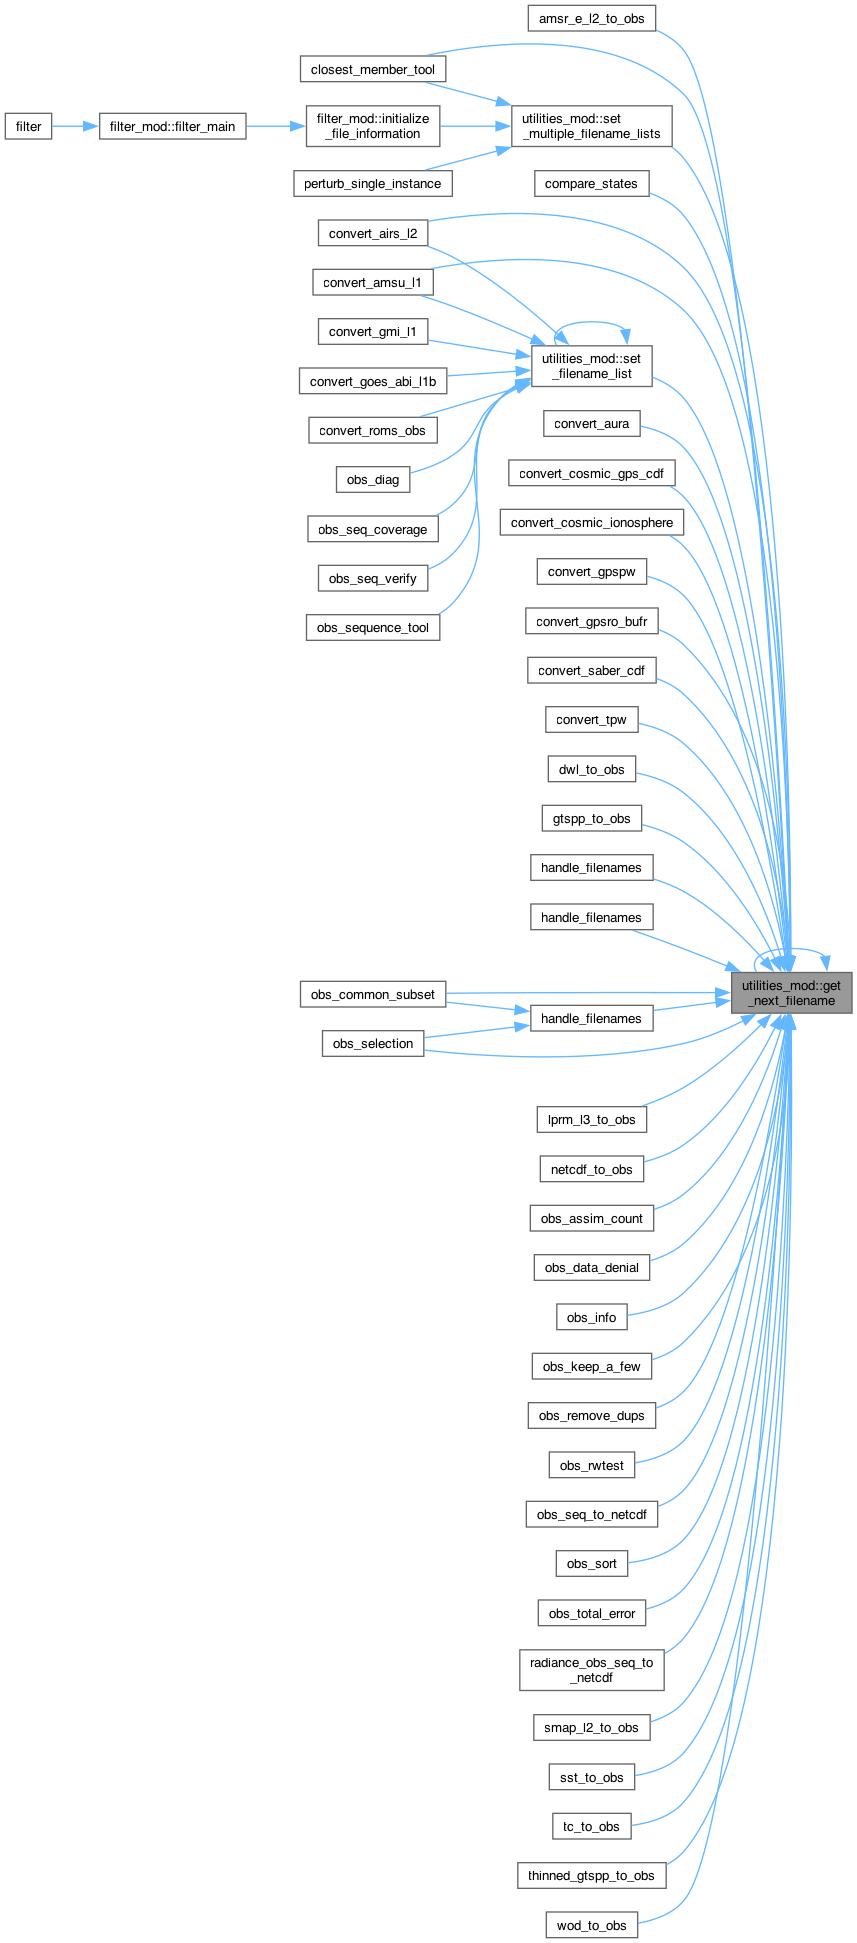 amsr_e_l2_to_obs
closest_member_tool
filter
filter_mod::filter_main
filter_mod::initialize
_file_information
utilities_mod::set
_multiple_filename_lists
perturb_single_instance
compare_states
convert_airs_l2
convert_amsu_l1
convert_gmi_l1
utilities_mod::set
_filename_list
convert_goes_abi_l1b
convert_roms_obs
convert_aura
obs_diag
convert_cosmic_gps_cdf
obs_seq_coverage
convert_cosmic_ionosphere
obs_seq_verify
convert_gpspw
obs_sequence_tool
convert_gpsro_bufr
convert_saber_cdf
convert_tpw
dwl_to_obs
gtspp_to_obs
handle_filenames
handle_filenames
utilities_mod::get
_next_filename
obs_common_subset
handle_filenames
obs_selection
lprm_l3_to_obs
netcdf_to_obs
obs_assim_count
obs_data_denial
obs_info
obs_keep_a_few
obs_remove_dups
obs_rwtest
obs_seq_to_netcdf
obs_sort
obs_total_error
radiance_obs_seq_to
_netcdf
smap_l2_to_obs
sst_to_obs
tc_to_obs
thinned_gtspp_to_obs
wod_to_obs